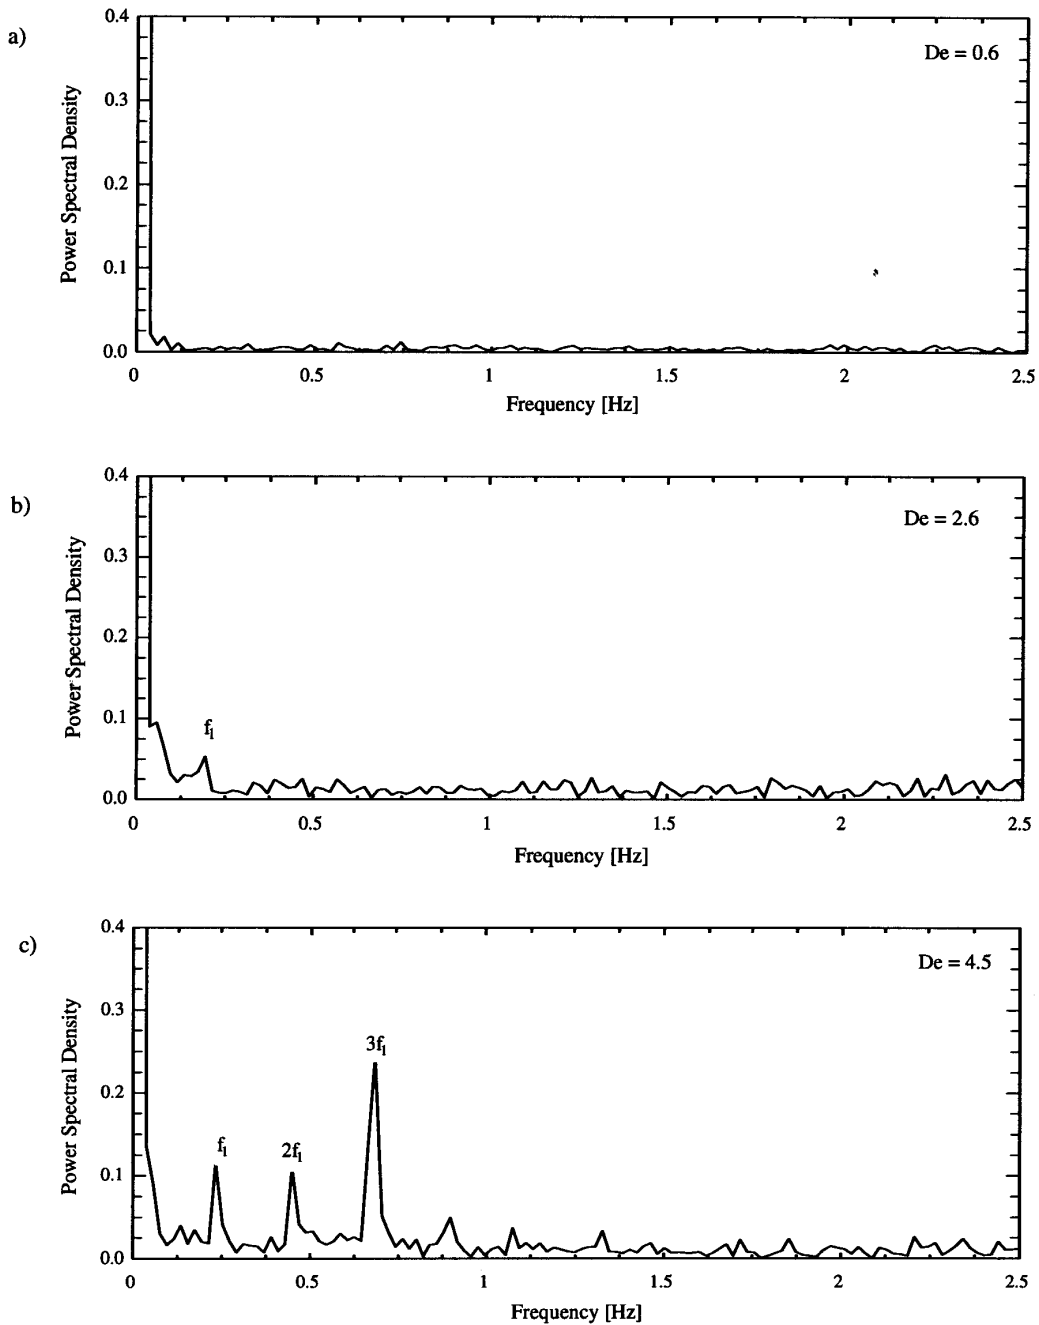 a)
De = 0.6
Power Spectral Density
0.4
0.3
0.2
0.1
0.0
0 0.5 1 1.5 2 2.5
Frequency [Hz]
b)
De = 2.6
Power Spectral Density
0.4
0.3
0.2
0.1
0.0
f1
0 0.5 1 1.5 2 2.5
Frequency [Hz]
c)
De = 4.5
Power Spectral Density
0.4
0.3
0.2
0.1
0.0
f1
2f1
3f1
0 0.5 1 1.5 2 2.5
Frequency [Hz]